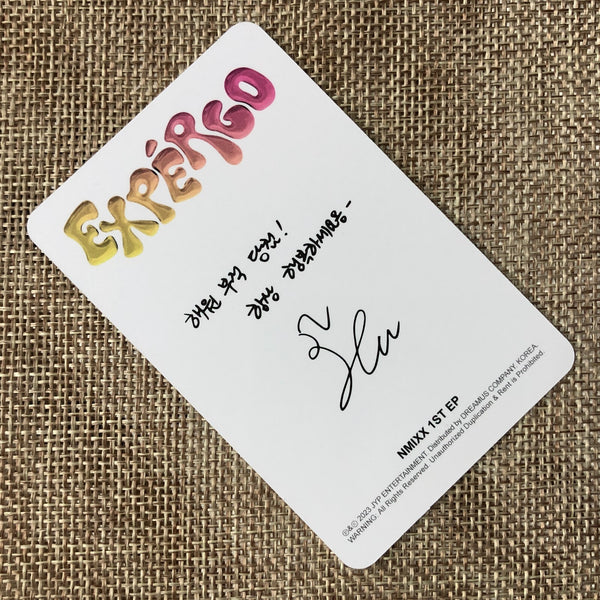 EXPÉRGO
해원 부적 당첨!
항상 행복하세요옹~
NMIXX 1ST EP
℗&© 2023 JYP ENTERTAINMENT. Distributed by DREAMUS COMPANY. KOREA.
WARNING: All Rights Reserved. Unauthorized Duplication & Rent is Prohibited.